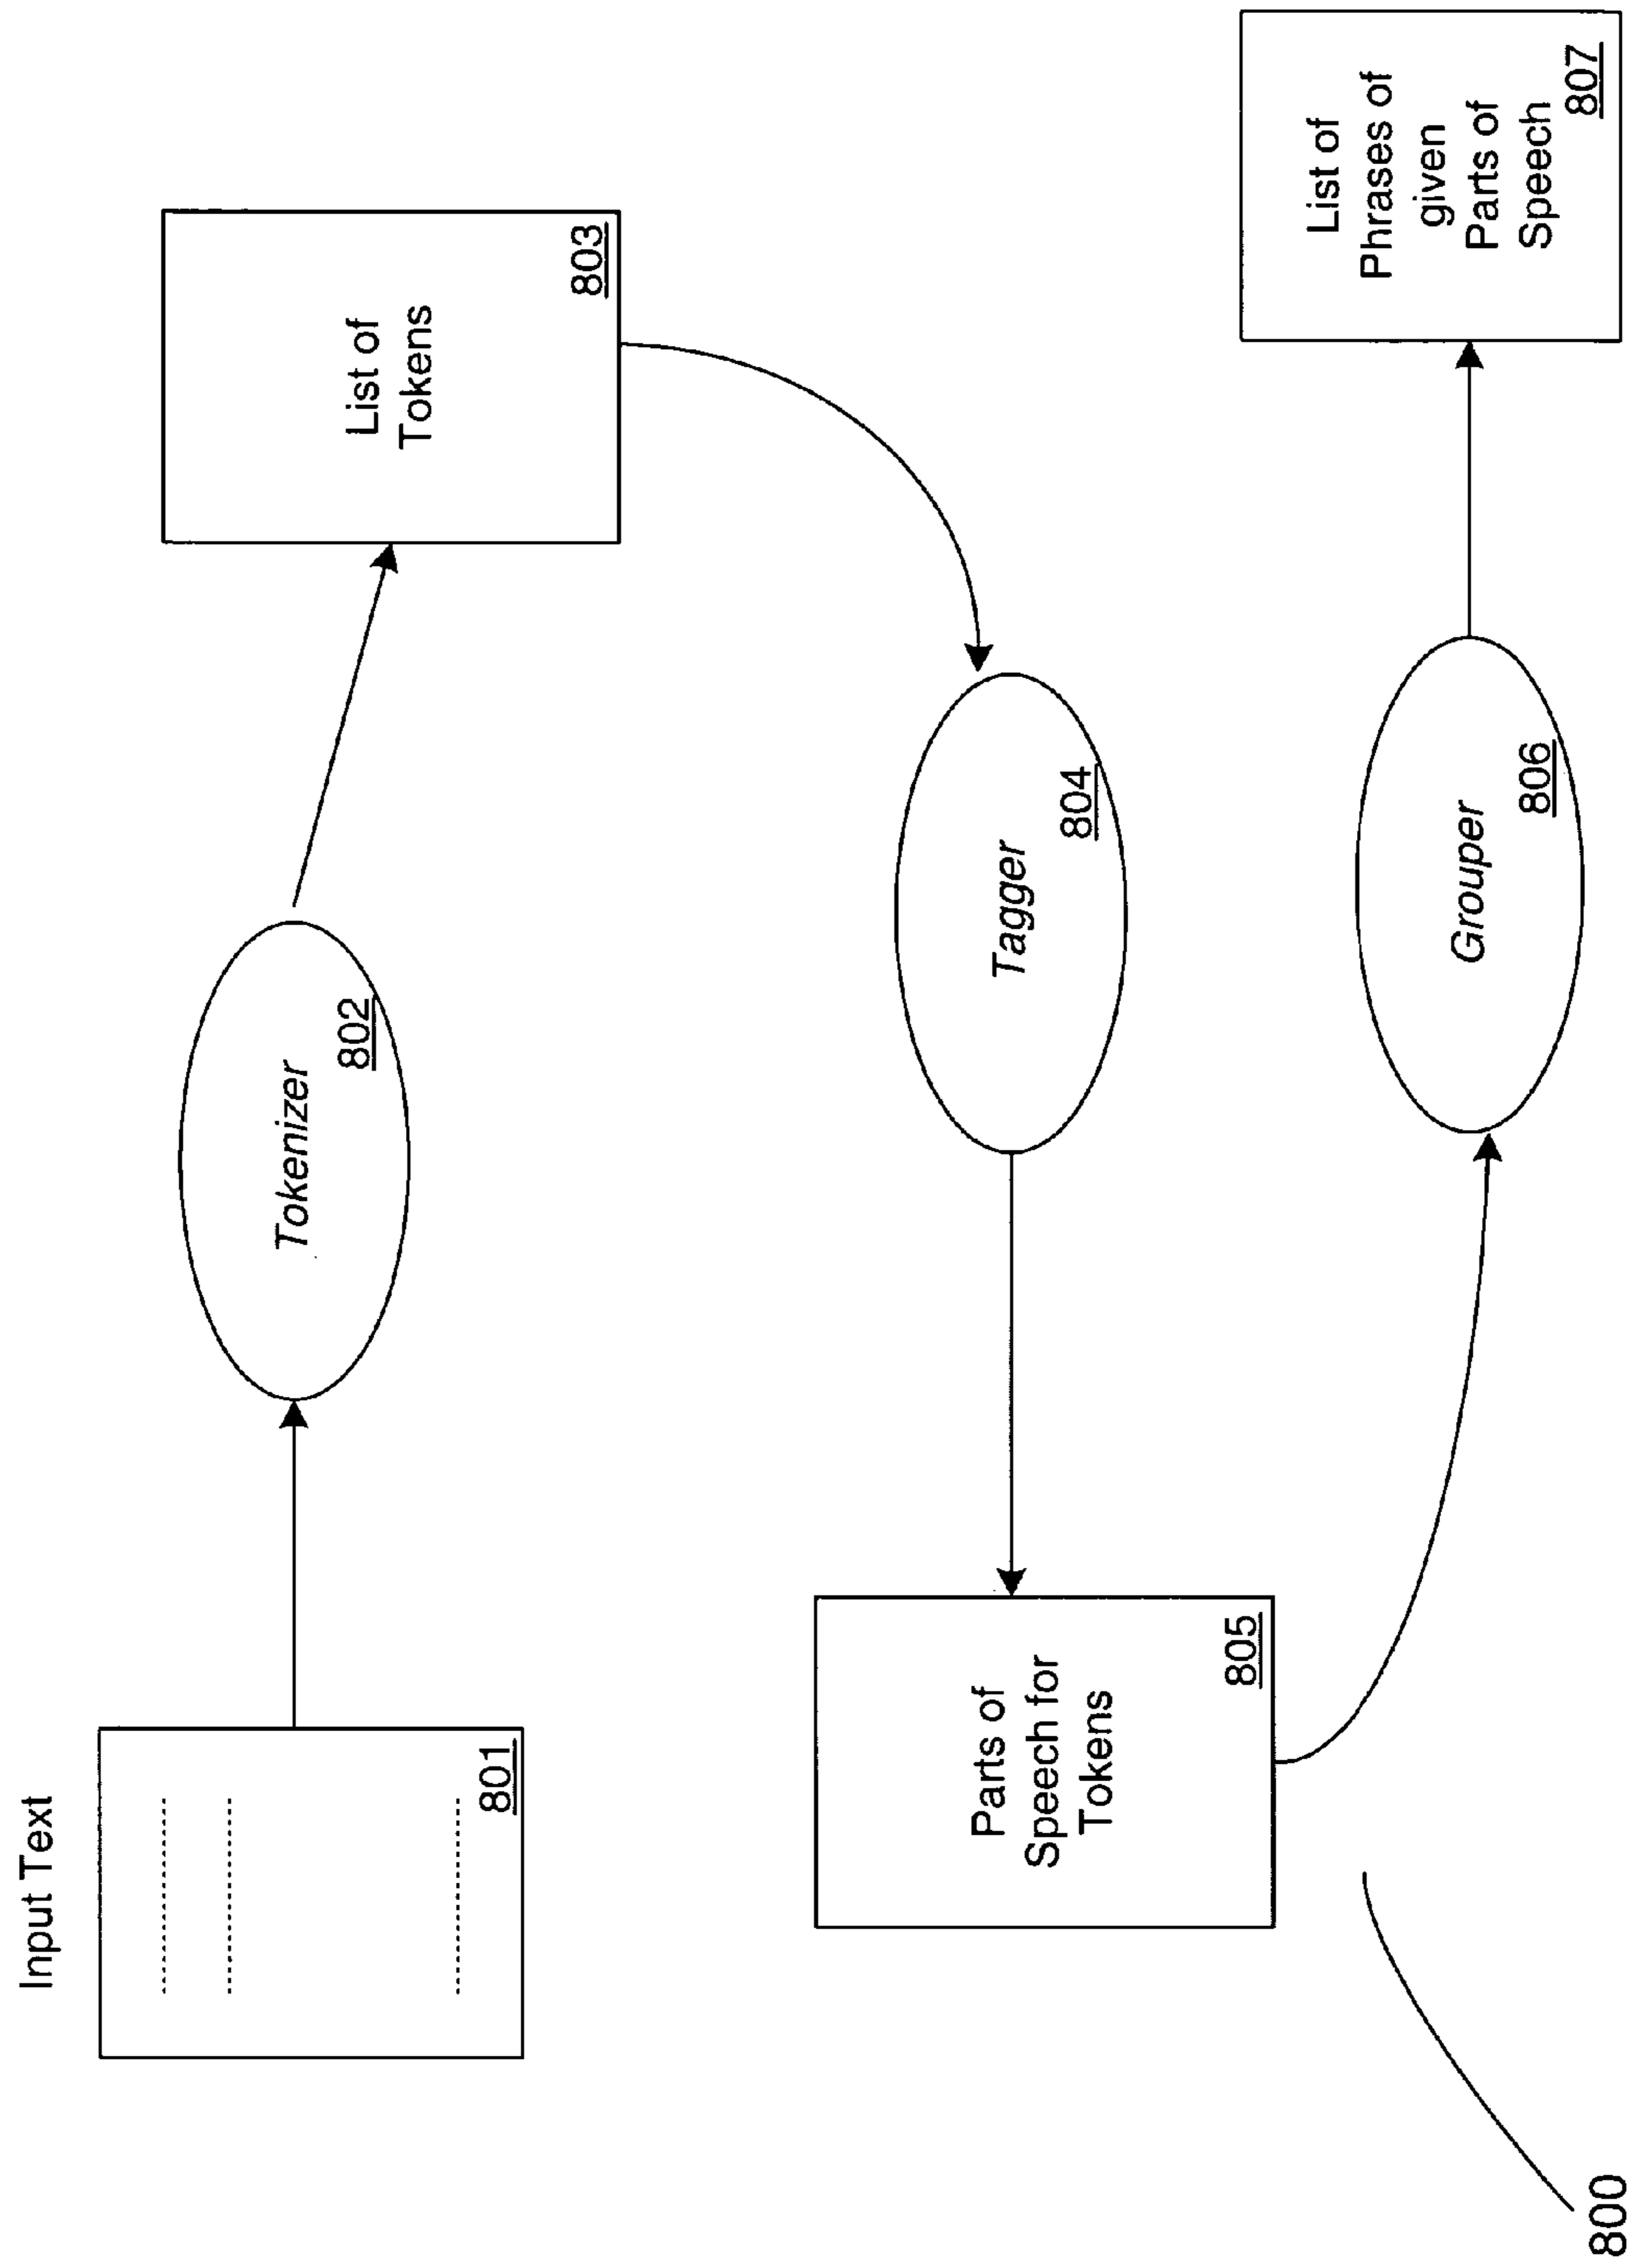 Input Text
801
Tokenizer
802
List of
Tokens
803
Tagger
804
Parts of
Speech for
Tokens
805
Grouper
806
List of
Phrases of
given
Parts of
Speech
807
800